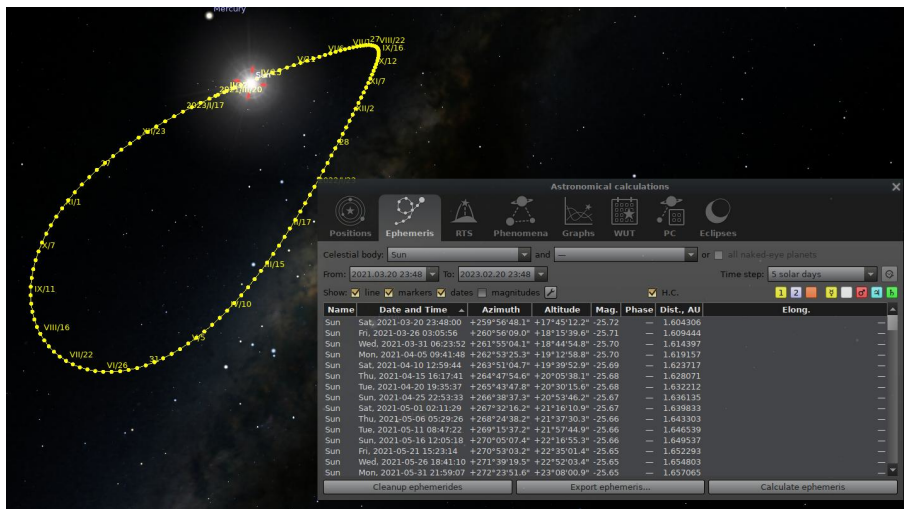 Mercury
27 VIII/22
VII/1
VI/6
IX/16
V/21
X/12
XI/7
2023/I/17
XII/2
XII/23
28
27
XI/1
II/17
X/7
III/15
IX/11
IV/10
VIII/16
V/5
VII/22
31
VI/26
Astronomical calculations
Positions Ephemeris RTS Phenomena Graphs WUT PC Eclipses
Celestial body: Sun and — or all naked-eye planets
From: 2021.03.20 23:48 To: 2023.02.20 23:48 Time step: 5 solar days
Show: line markers dates magnitudes H.C. 1 2 ☿ ♂ ♃ ♄
Name Date and Time Azimuth Altitude Mag. Phase Dist., AU Elong.
Sun Sat, 2021-03-20 23:48:00 +259°56'48.1" +17°45'12.2" -25.72 — 1.604306 —
Sun Fri, 2021-03-26 03:05:56 +260°56'09.0" +18°15'39.6" -25.71 — 1.609444 —
Sun Wed, 2021-03-31 06:23:52 +261°55'04.1" +18°44'54.8" -25.70 — 1.614397 —
Sun Mon, 2021-04-05 09:41:48 +262°53'25.3" +19°12'58.8" -25.70 — 1.619157 —
Sun Sat, 2021-04-10 12:59:44 +263°51'04.7" +19°39'52.9" -25.69 — 1.623717 —
Sun Thu, 2021-04-15 16:17:41 +264°47'54.6" +20°05'38.1" -25.68 — 1.628071 —
Sun Tue, 2021-04-20 19:35:37 +265°43'47.8" +20°30'15.6" -25.68 — 1.632212 —
Sun Sun, 2021-04-25 22:53:33 +266°38'37.3" +20°53'46.2" -25.67 — 1.636135 —
Sun Sat, 2021-05-01 02:11:29 +267°32'16.2" +21°16'10.9" -25.67 — 1.639833 —
Sun Thu, 2021-05-06 05:29:26 +268°24'38.2" +21°37'30.3" -25.66 — 1.643303 —
Sun Tue, 2021-05-11 08:47:22 +269°15'37.2" +21°57'44.9" -25.66 — 1.646539 —
Sun Sun, 2021-05-16 12:05:18 +270°05'07.4" +22°16'55.3" -25.66 — 1.649537 —
Sun Fri, 2021-05-21 15:23:14 +270°53'03.2" +22°35'01.4" -25.65 — 1.652293 —
Sun Wed, 2021-05-26 18:41:10 +271°39'19.5" +22°52'03.4" -25.65 — 1.654803 —
Sun Mon, 2021-05-31 21:59:07 +272°23'51.6" +23°08'00.9" -25.65 — 1.657065 —
Cleanup ephemerides Export ephemeris... Calculate ephemeris